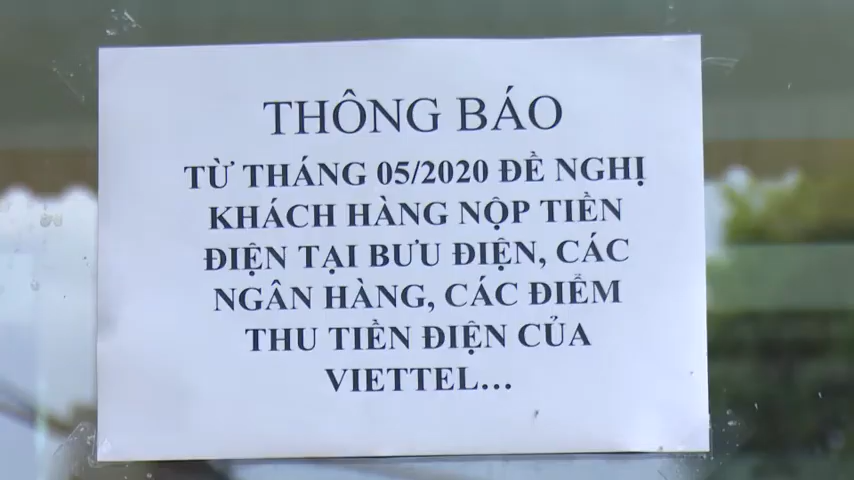 THÔNG BÁO
TỪ THÁNG 05/2020 ĐỀ NGHỊ
KHÁCH HÀNG NỘP TIỀN
ĐIỆN TẠI BƯU ĐIỆN, CÁC
NGÂN HÀNG, CÁC ĐIỂM
THU TIỀN ĐIỆN CỦA
VIETTEL...